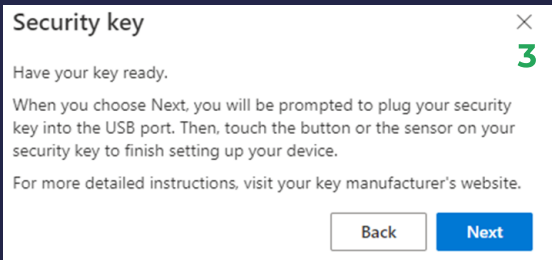 Security key
3
Have your key ready.
When you choose Next, you will be prompted to plug your security
key into the USB port. Then, touch the button or the sensor on your
security key to finish setting up your device.
For more detailed instructions, visit your key manufacturer's website.
Back Next